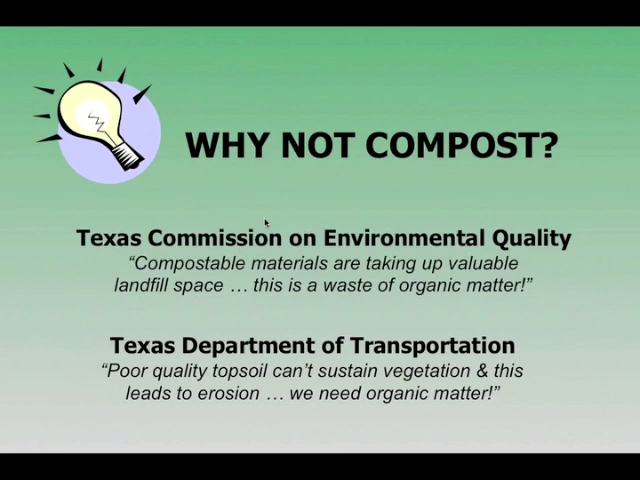 WHY NOT COMPOST?
Texas Commission on Environmental Quality
“Compostable materials are taking up valuable
landfill space … this is a waste of organic matter!”
Texas Department of Transportation
“Poor quality topsoil can’t sustain vegetation & this
leads to erosion … we need organic matter!”